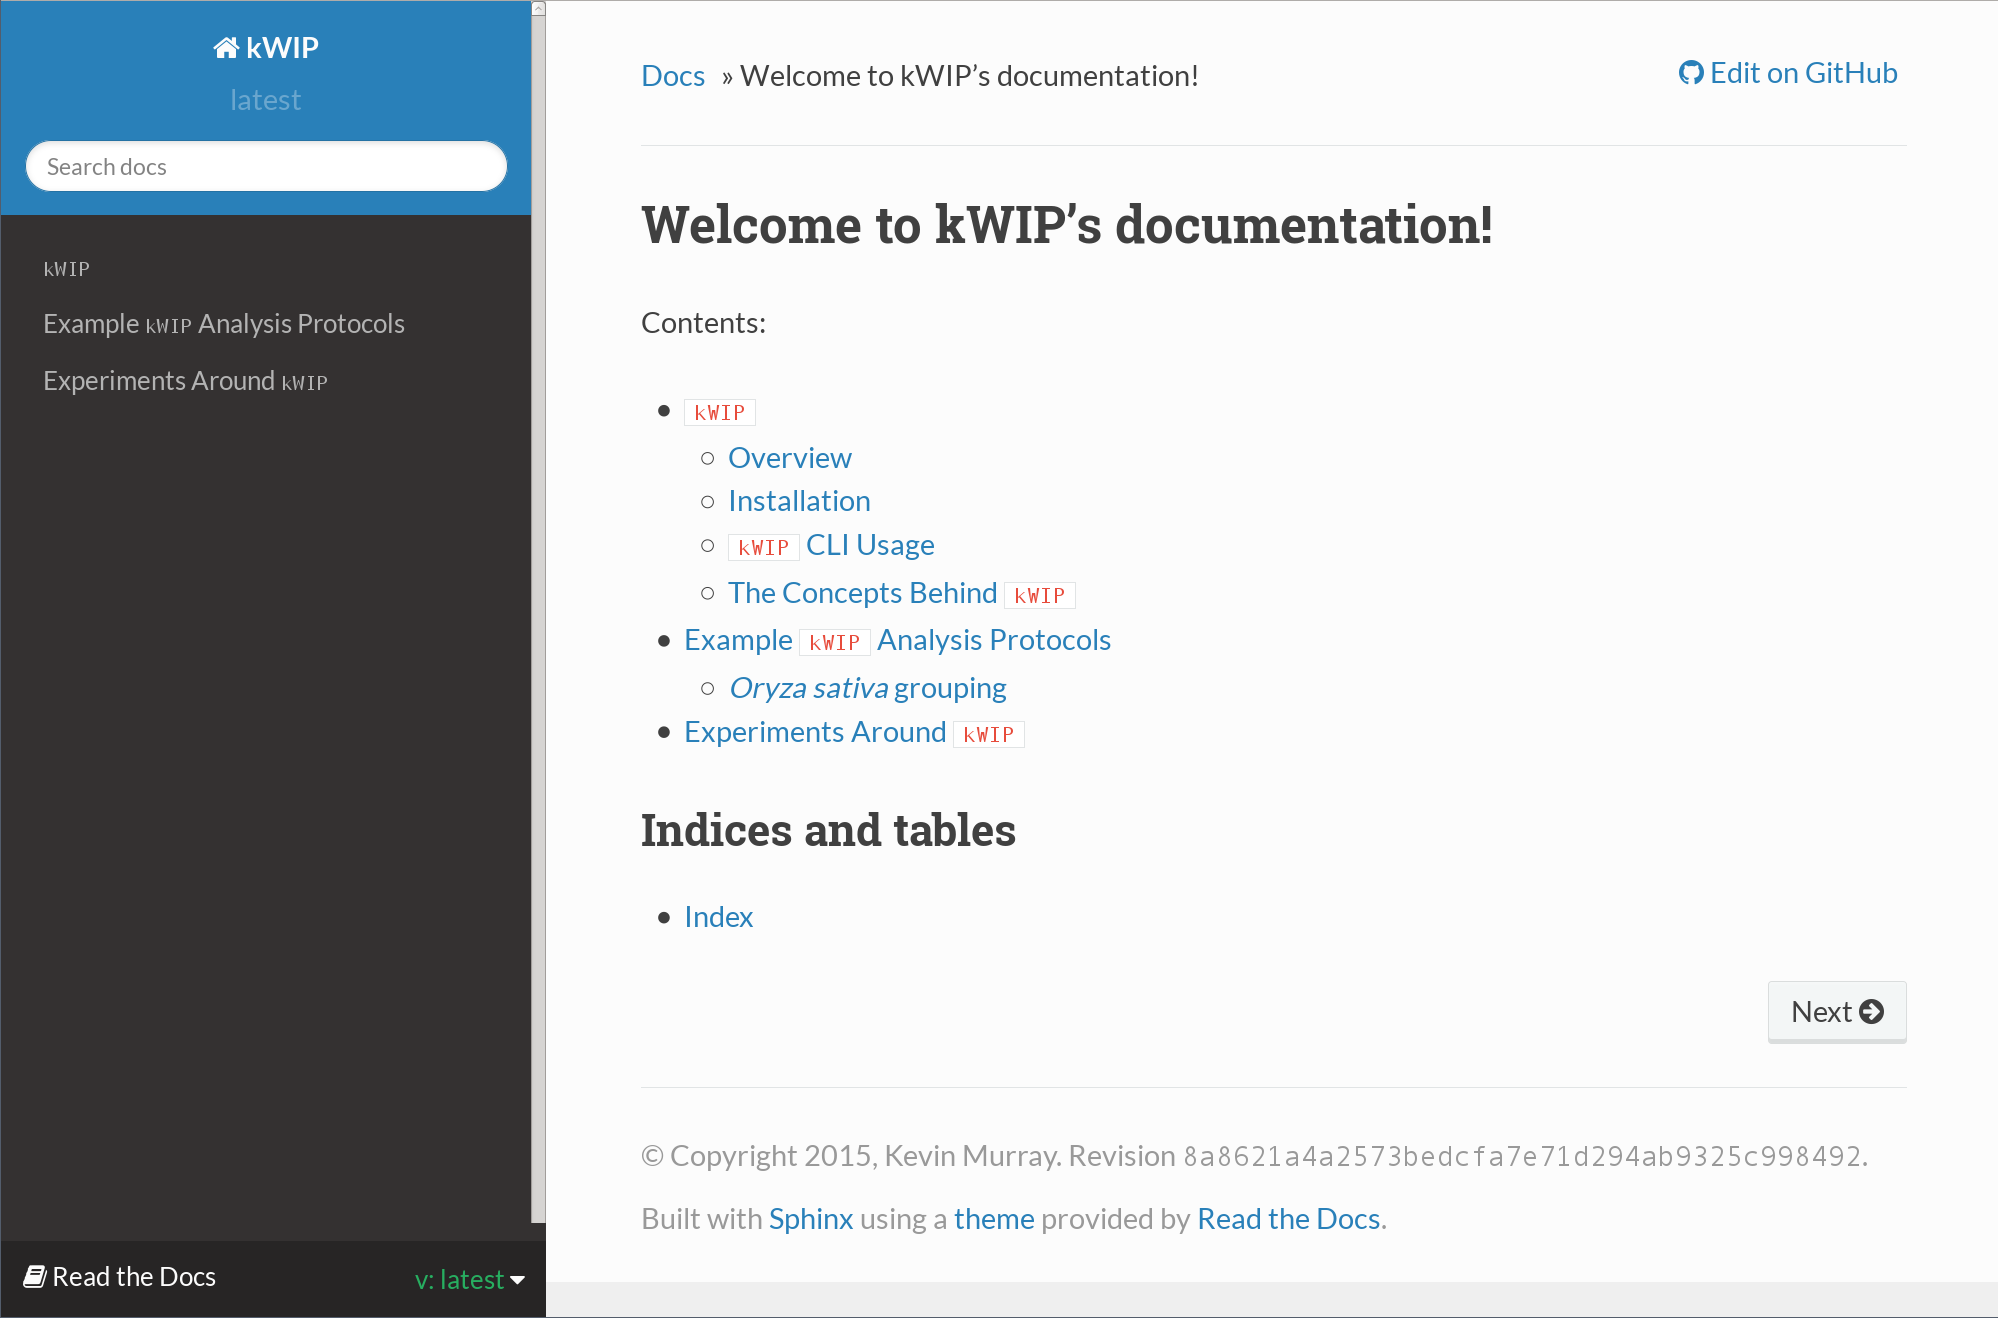 kWIP
latest
Search docs
kWIP
Example kWIP Analysis Protocols
Experiments Around kWIP
Read the Docs
v: latest
Docs » Welcome to kWIP’s documentation!
Edit on GitHub
Welcome to kWIP’s documentation!
Contents:
kWIP
Overview
Installation
kWIP CLI Usage
The Concepts Behind kWIP
Example kWIP Analysis Protocols
Oryza sativa grouping
Experiments Around kWIP
Indices and tables
Index
Next
© Copyright 2015, Kevin Murray. Revision 8a8621a4a2573bedcfa7e71d294ab9325c998492.
Built with Sphinx using a theme provided by Read the Docs.